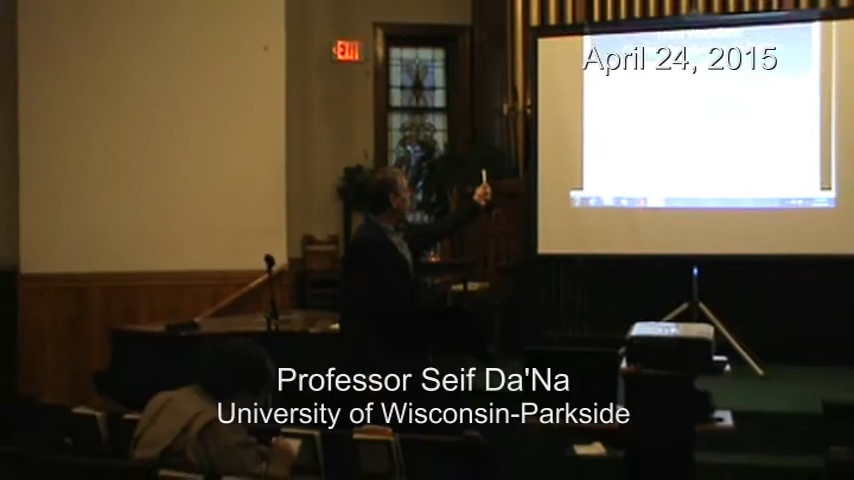 EXIT
April 24, 2015
Professor Seif Da'Na
University of Wisconsin-Parkside